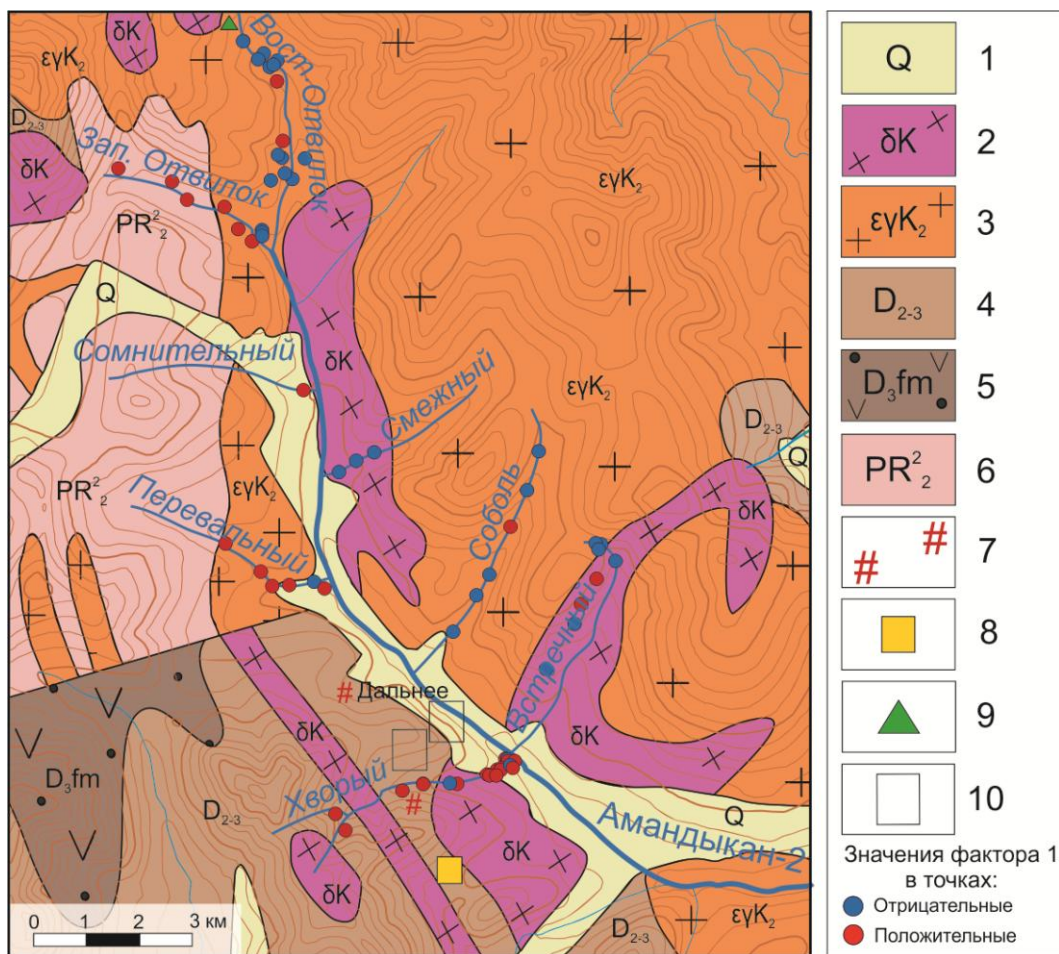 δK
εγK₂
Вост-Отвилок
D₂₋₃
δK
Зап. Отвилок
PR²₂
εγK₂
Q
Сомнительный
δK
Смежный
εγK₂
D₂₋₃
Q
PR²₂
εγK₂
Перевальный
Соболь
δK
Встречный
# Дальнее
δK
δK
D₃fm
D₂₋₃
Хворый
#
Амандыкан-2
Q
δK
δK
D₂₋₃
εγK₂
0 1 2 3 км
Q 1
δK 2
εγK₂ 3
D₂₋₃ 4
D₃fm 5
PR²₂ 6
# # 7
8
9
10
Значения фактора 1
в точках:
Отрицательные
Положительные